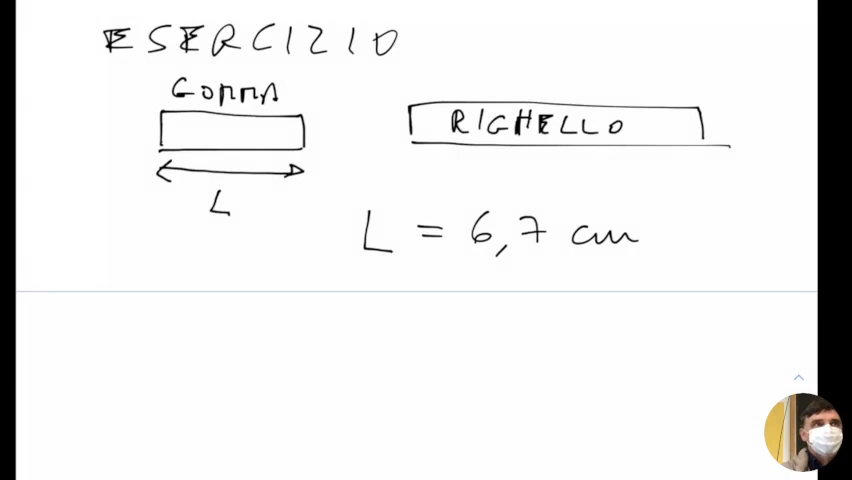 ESERCIZIO
GOMMA
RIGHELLO
L
L = 6,7 cm